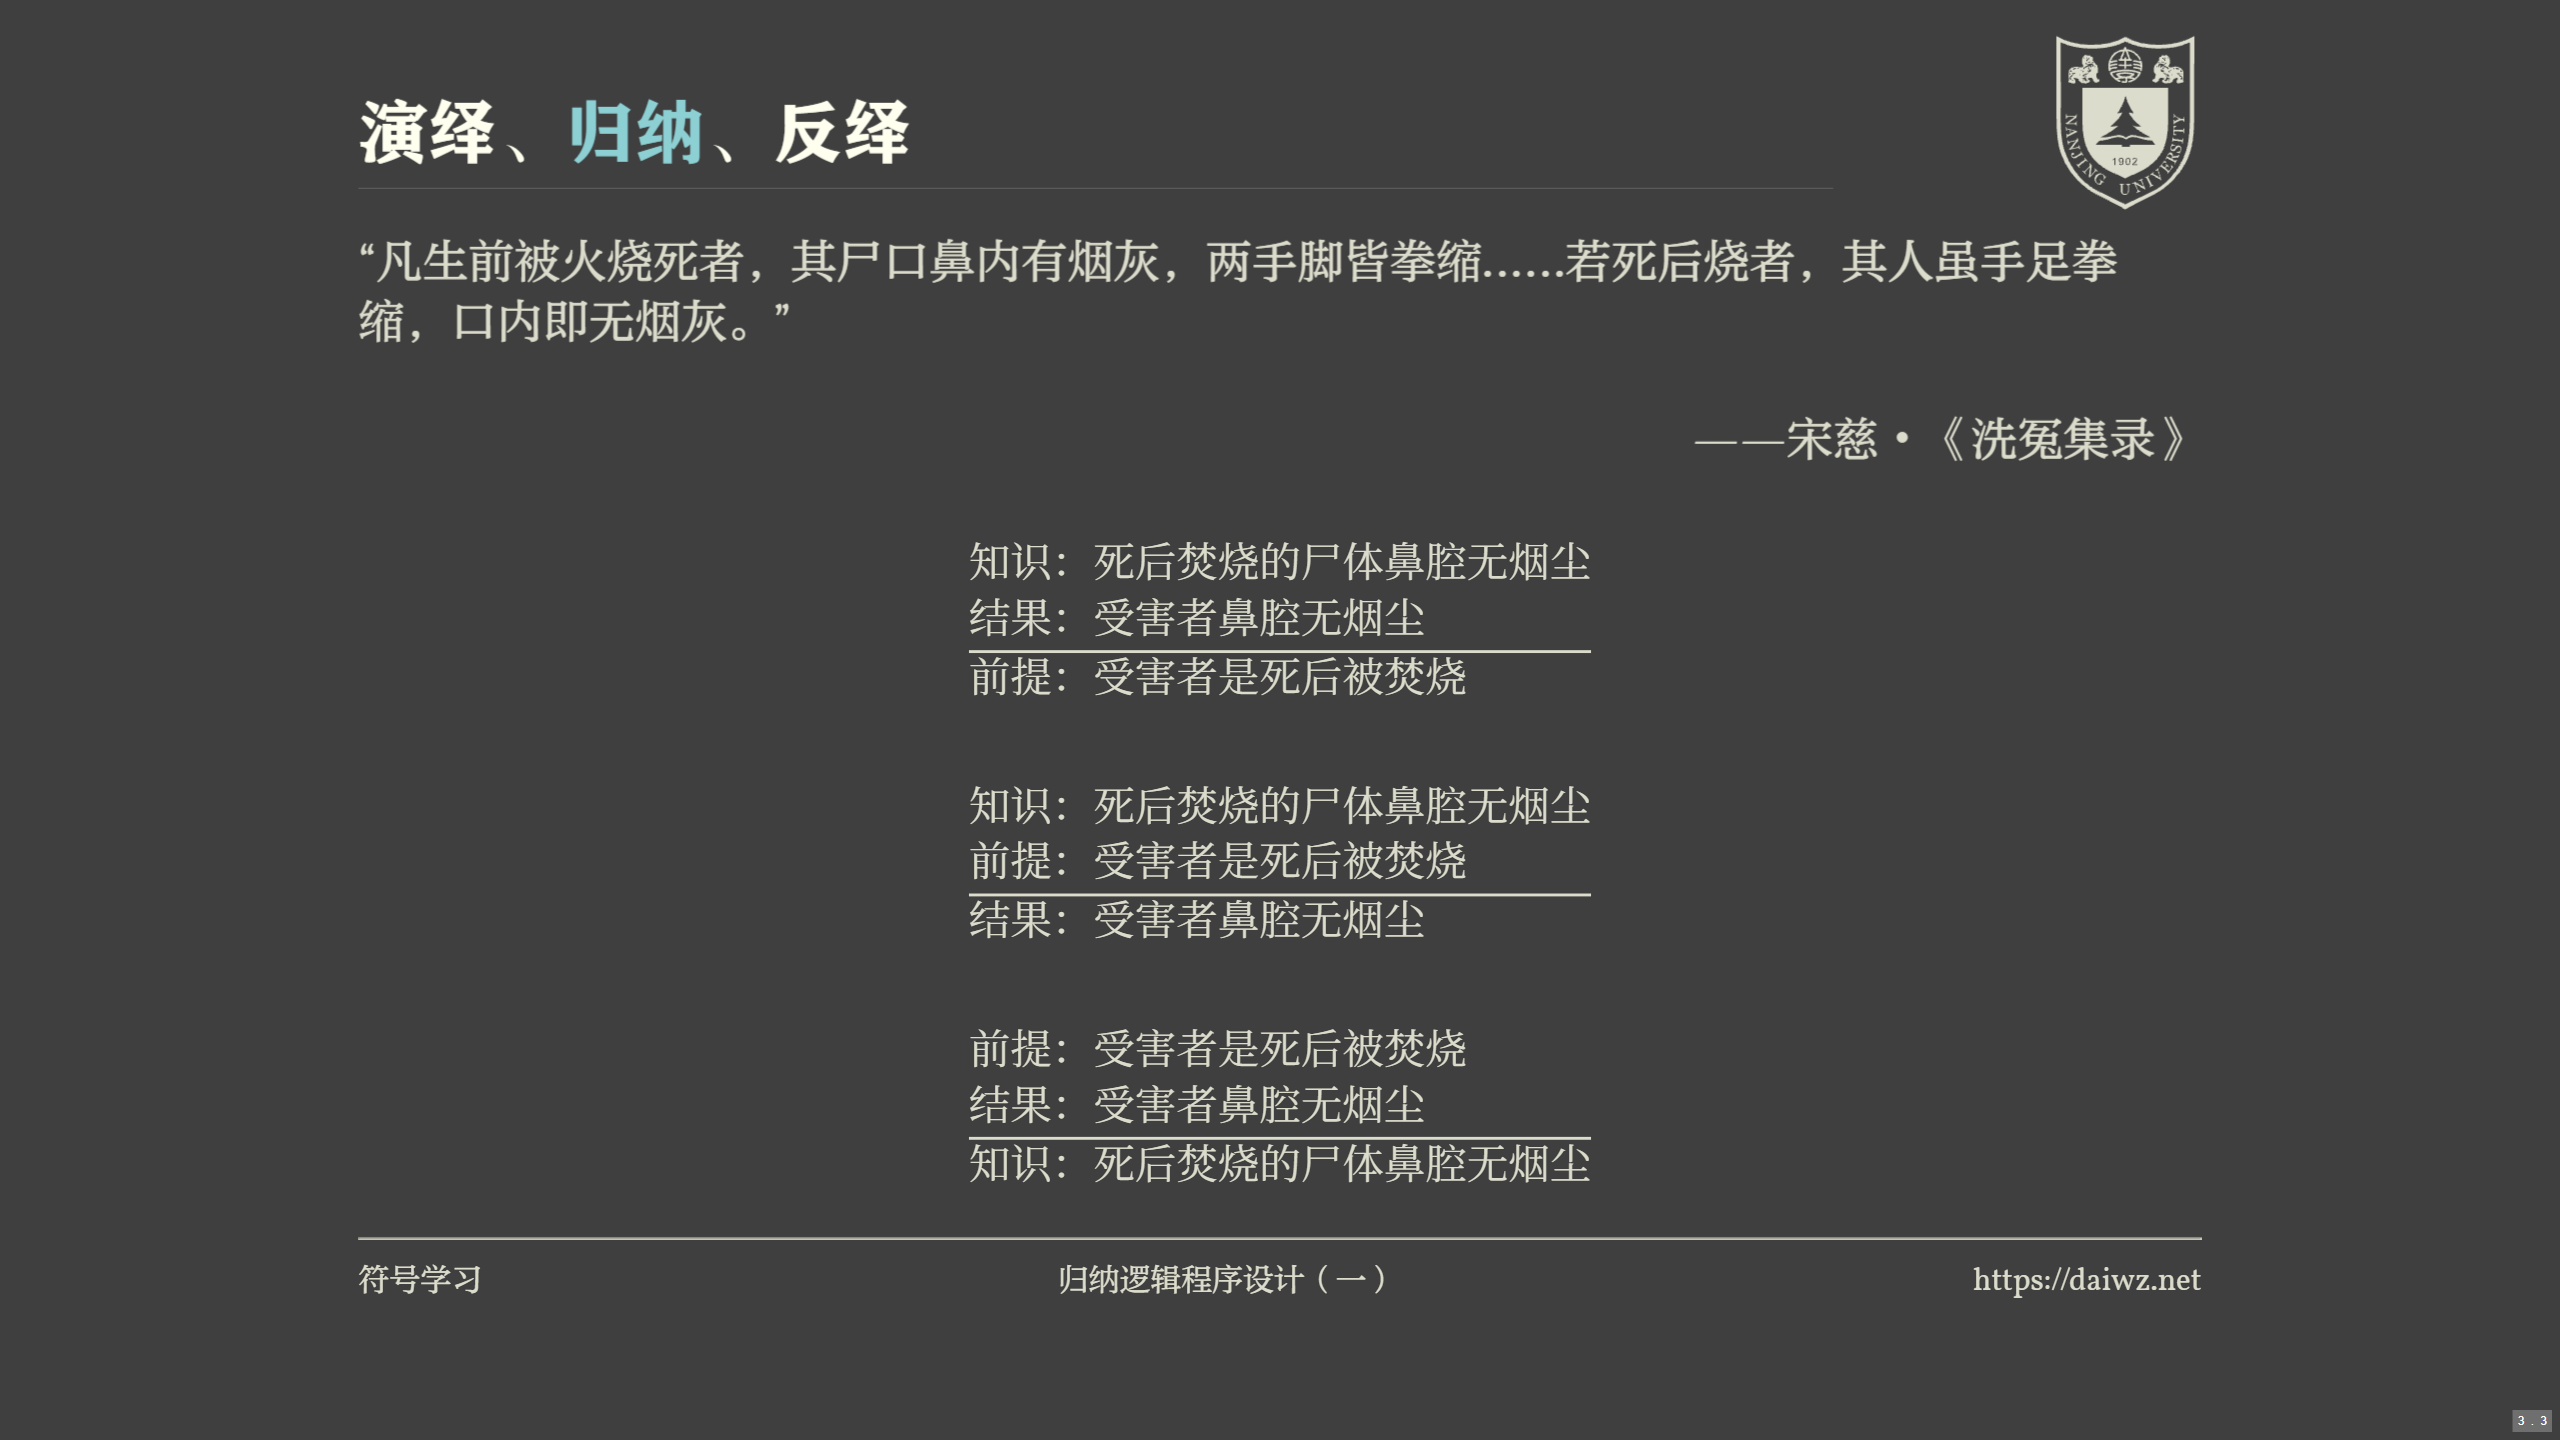 演绎、归纳、反绎
NANJING UNIVERSITY
1902
“凡生前被火烧死者，其尸口鼻内有烟灰，两手脚皆拳缩……若死后烧者，其人虽手足拳
缩，口内即无烟灰。”
——宋慈·《洗冤集录》
知识：死后焚烧的尸体鼻腔无烟尘
结果：受害者鼻腔无烟尘
前提：受害者是死后被焚烧
知识：死后焚烧的尸体鼻腔无烟尘
前提：受害者是死后被焚烧
结果：受害者鼻腔无烟尘
前提：受害者是死后被焚烧
结果：受害者鼻腔无烟尘
知识：死后焚烧的尸体鼻腔无烟尘
符号学习
归纳逻辑程序设计（一）
https://daiwz.net
3 . 3